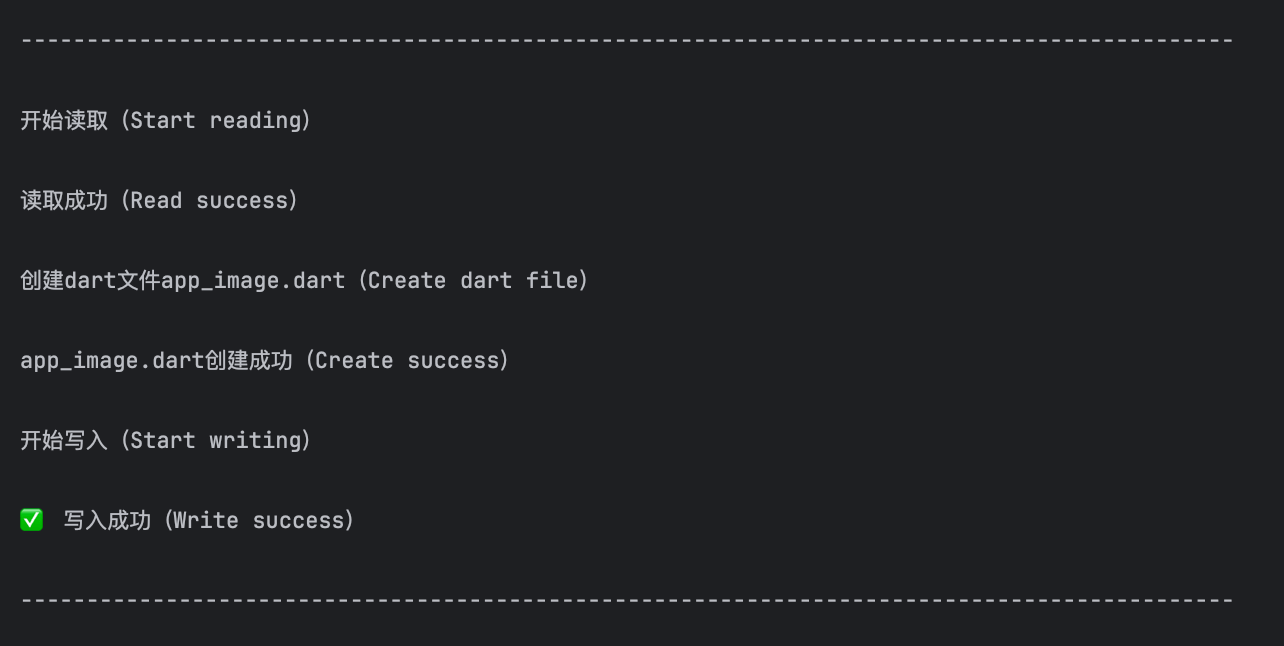 --------------------------------------------------------------------------------------------
开始读取（Start reading）
读取成功（Read success）
创建dart文件app_image.dart（Create dart file）
app_image.dart创建成功（Create success）
开始写入（Start writing）
✅ 写入成功（Write success）
--------------------------------------------------------------------------------------------